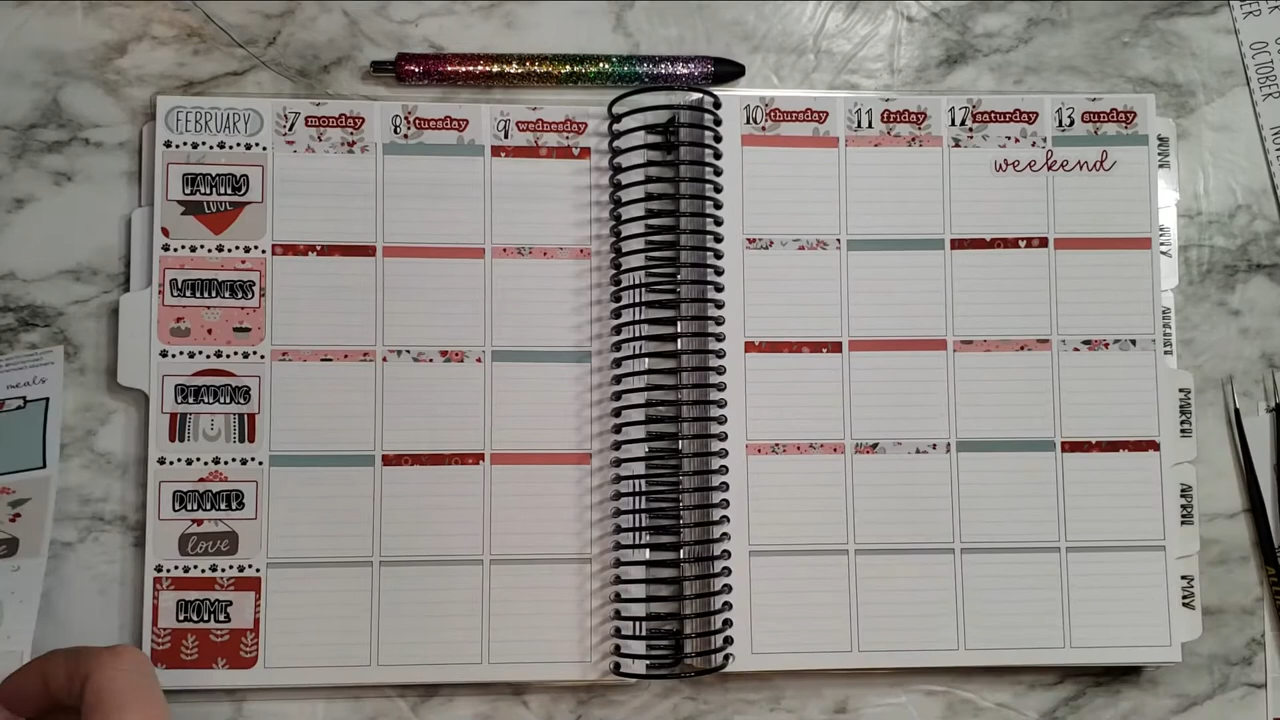 FEBRUARY
7 monday
8 tuesday
9 wednesday
10 thursday
11 friday
12 saturday
13 sunday
weekend
FAMILY
LOVE
WELLNESS
READING
DINNER
love
HOME
meals
JUNE
JULY
AUGUST
MARCH
APRIL
MAY
OCTOBER